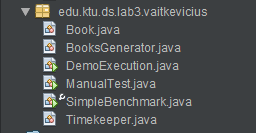 edu.ktu.ds.lab3.vaitkevicius
Book.java
BooksGenerator.java
DemoExecution.java
ManualTest.java
SimpleBenchmark.java
Timekeeper.java